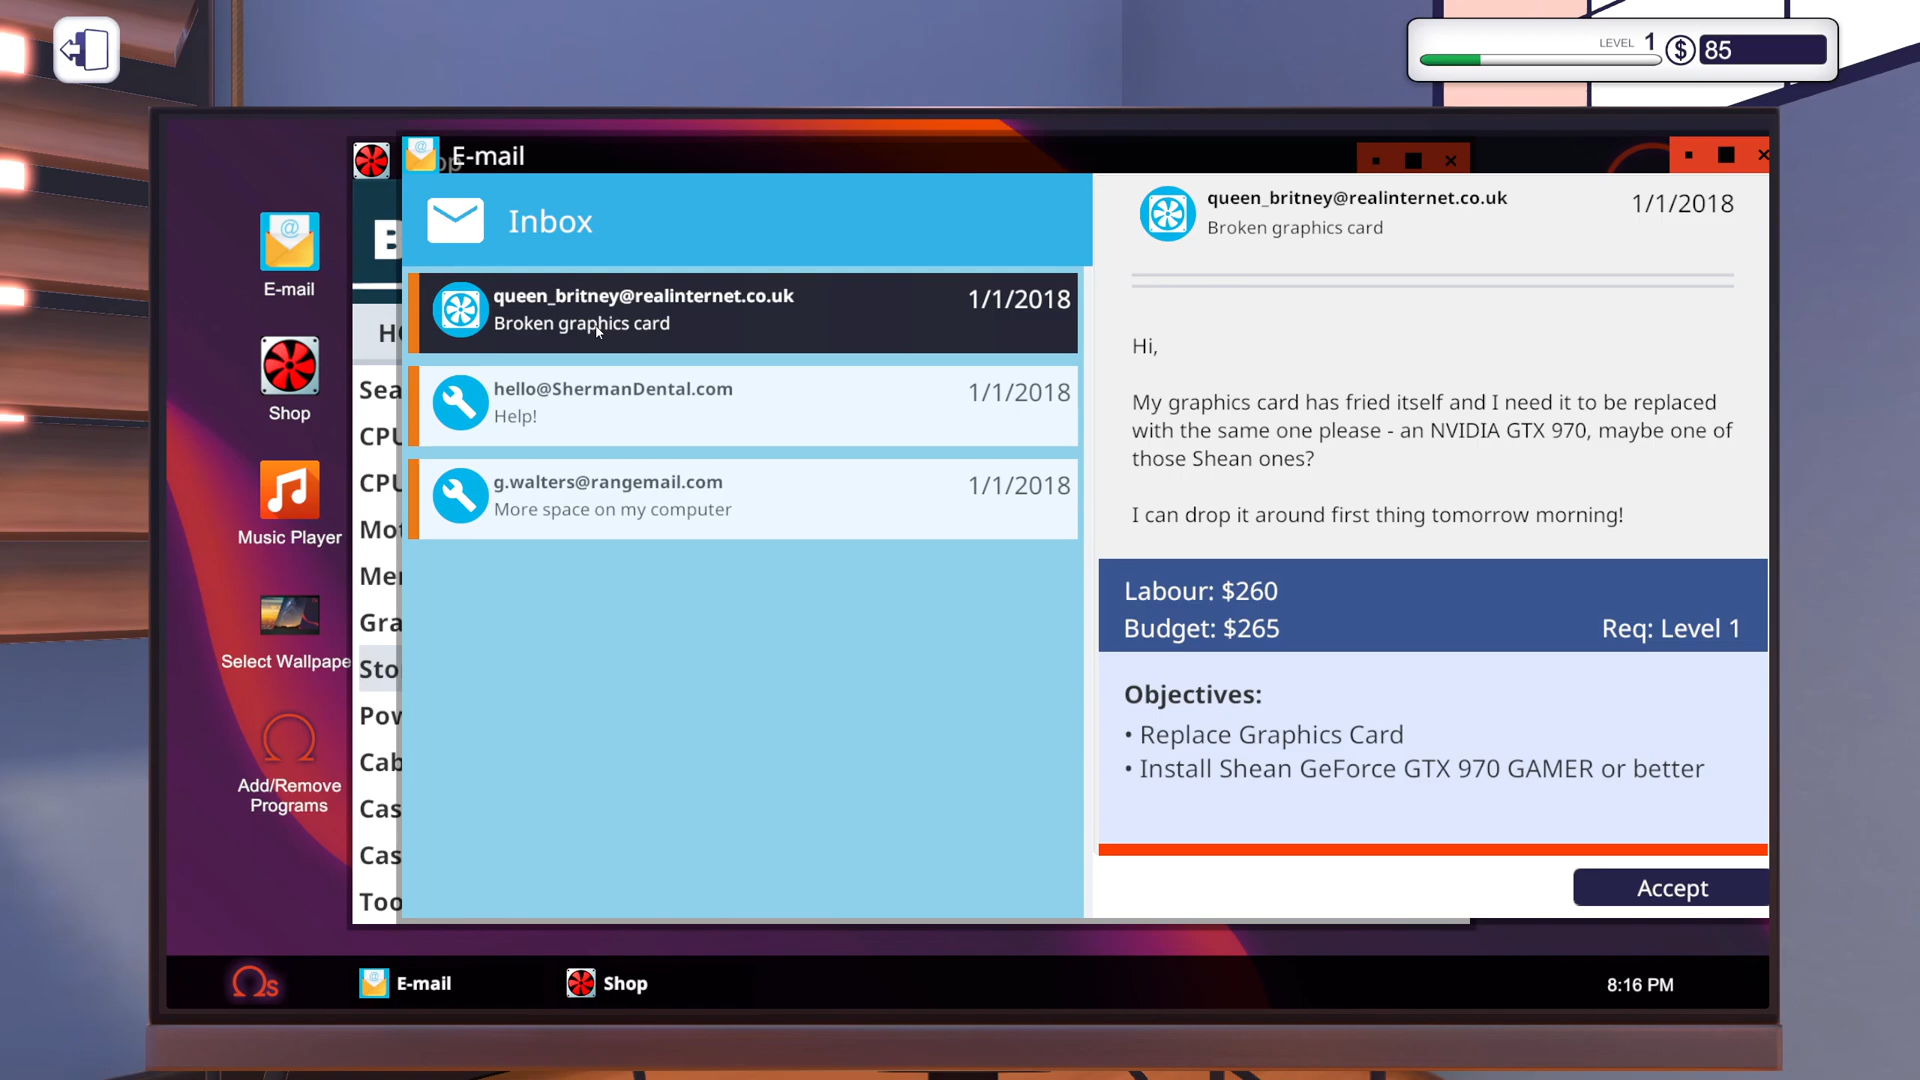 LEVEL 1
$ 85
E-mail
Inbox
queen_britney@realinternet.co.uk
1/1/2018
Broken graphics card
hello@ShermanDental.com
1/1/2018
Help!
g.walters@rangemail.com
1/1/2018
More space on my computer
queen_britney@realinternet.co.uk
1/1/2018
Broken graphics card
Hi,
My graphics card has fried itself and I need it to be replaced
with the same one please - an NVIDIA GTX 970, maybe one of
those Shean ones?
I can drop it around first thing tomorrow morning!
Labour: $260
Budget: $265
Req: Level 1
Objectives:
• Replace Graphics Card
• Install Shean GeForce GTX 970 GAMER or better
Accept
E-mail
Shop
Music Player
Select Wallpape
Add/Remove
Programs
op
B
HO
Sea
CPU
CPU
Mot
Mem
Gra
Sto
Pow
Cab
Cas
Cas
Too
Ωs
E-mail
Shop
8:16 PM